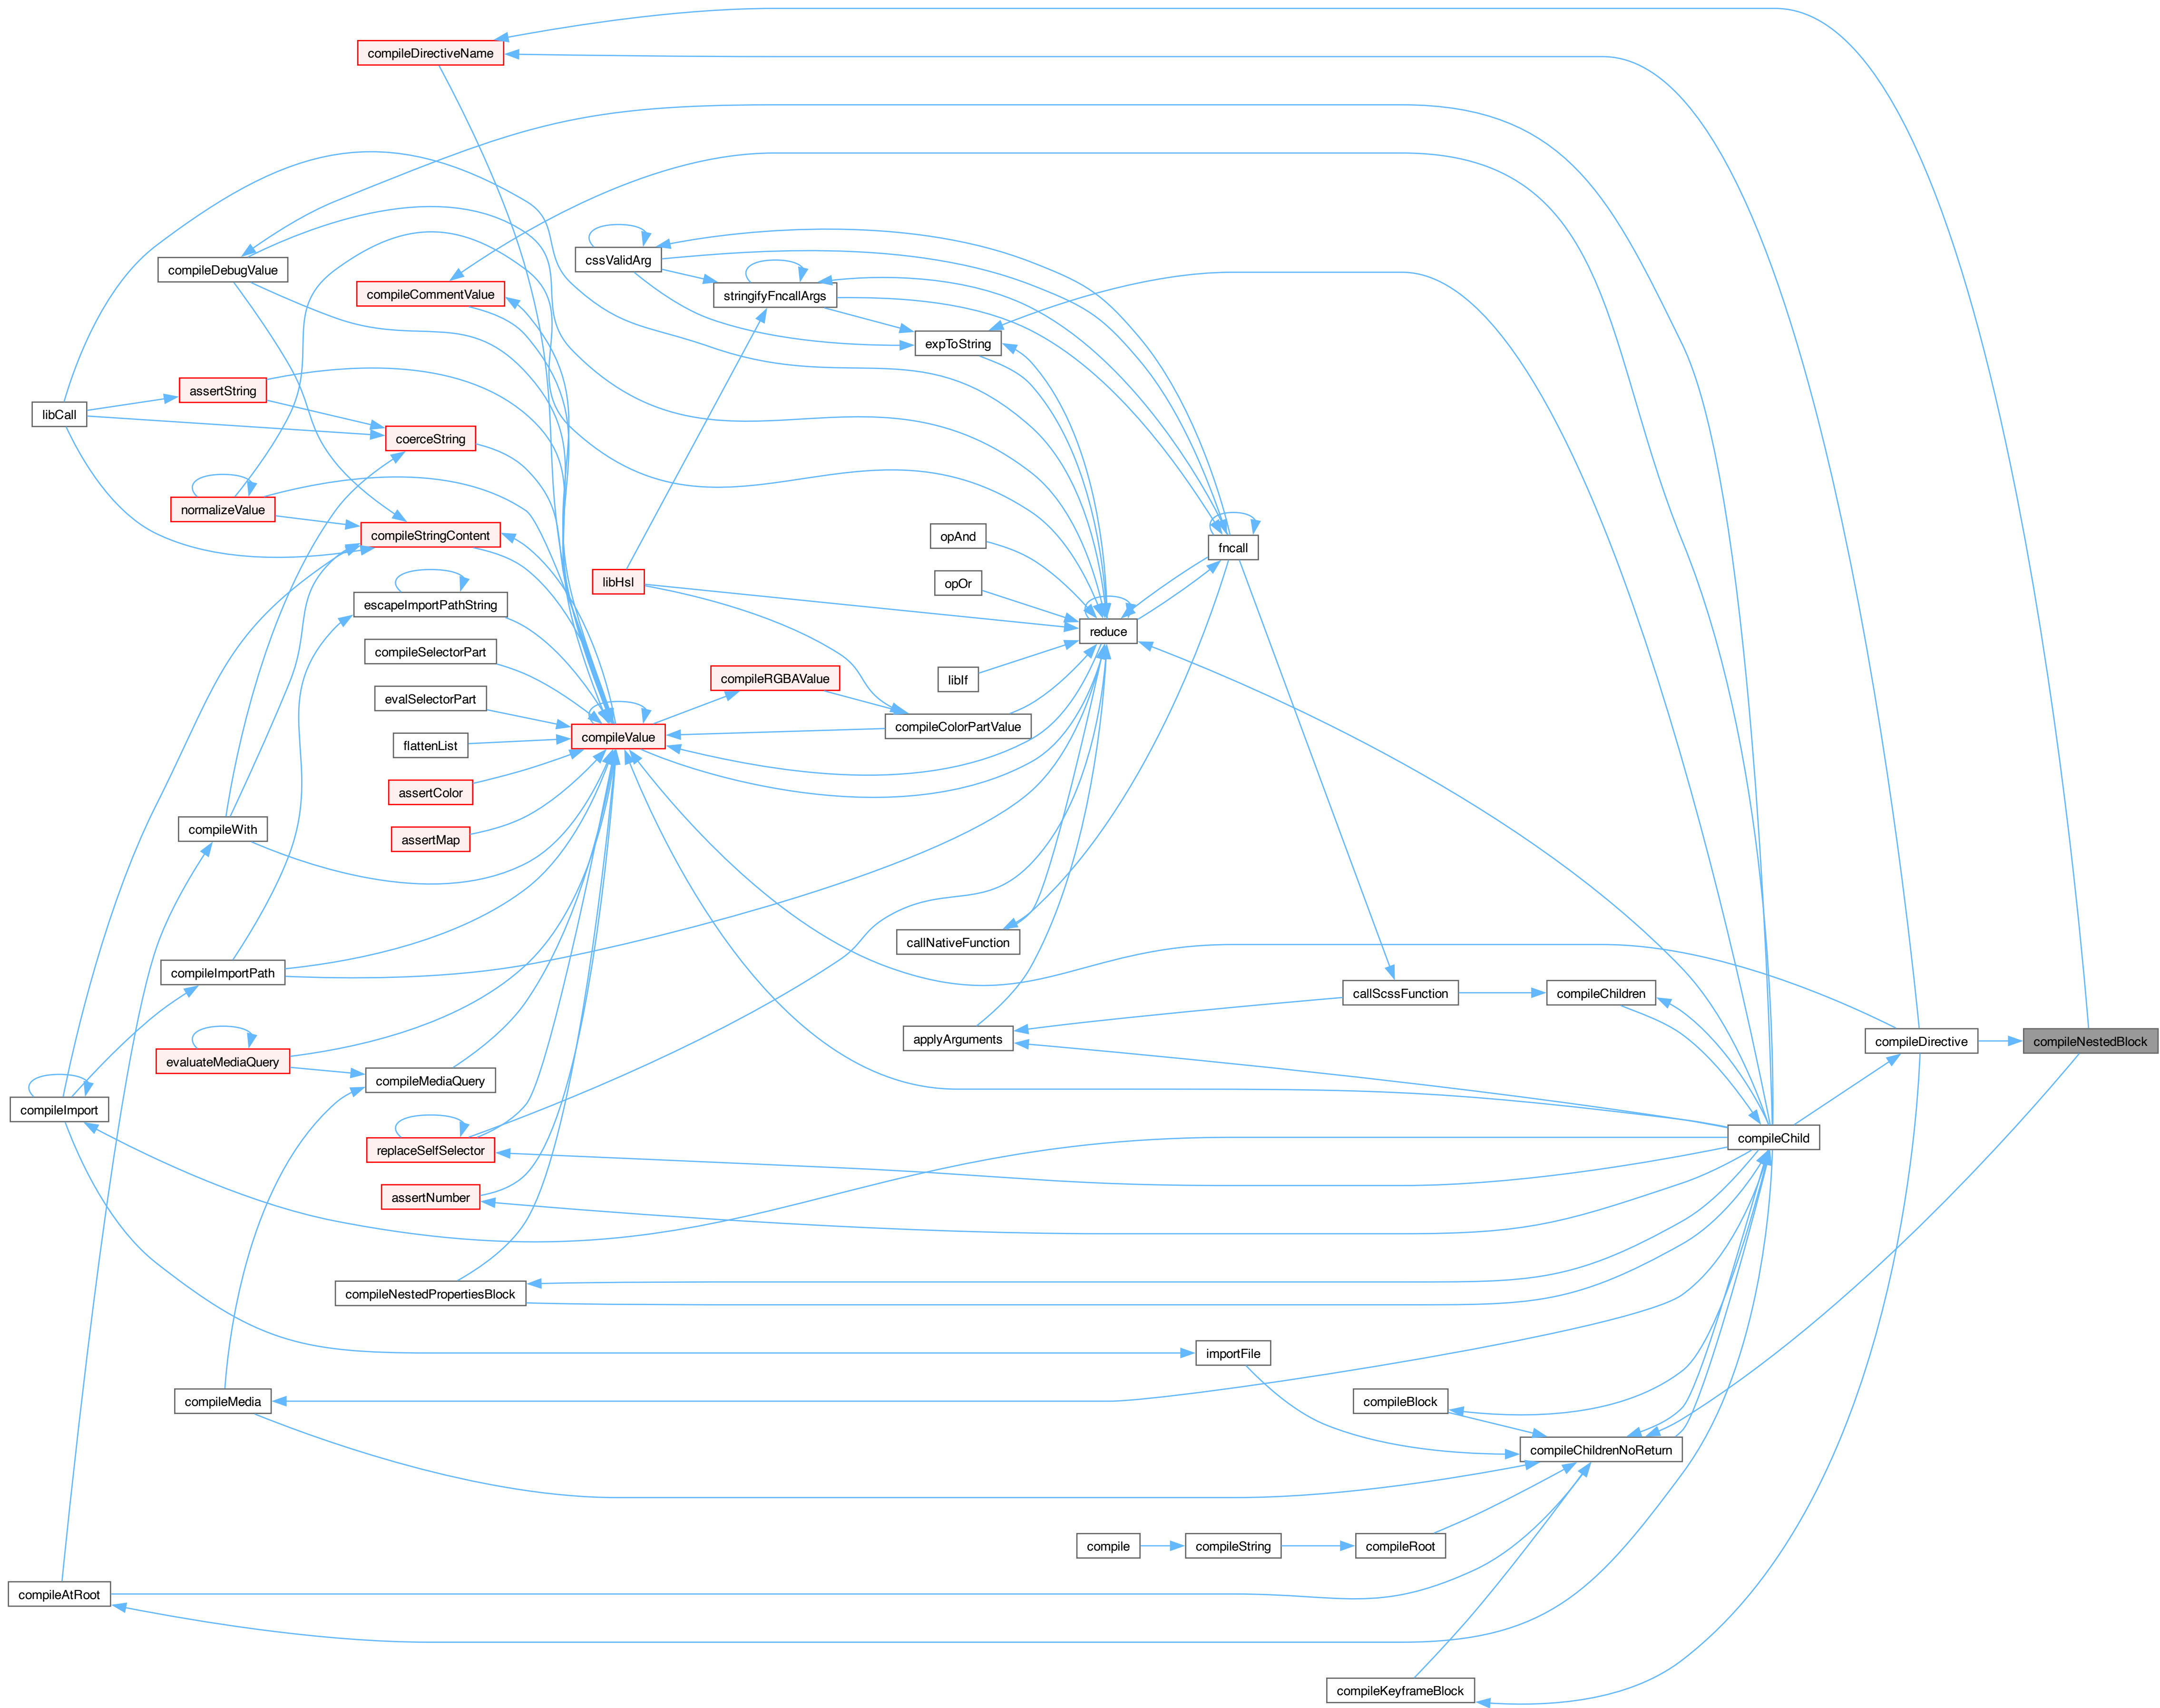 compileDirectiveName
cssValidArg
compileDebugValue
compileCommentValue
stringifyFncallArgs
expToString
assertString
libCall
coerceString
normalizeValue
compileStringContent
opAnd
fncall
libHsl
opOr
escapeImportPathString
reduce
compileSelectorPart
compileRGBAValue
libIf
evalSelectorPart
compileColorPartValue
compileValue
flattenList
assertColor
compileWith
assertMap
callNativeFunction
compileImportPath
callScssFunction
compileChildren
applyArguments
compileDirective
compileNestedBlock
evaluateMediaQuery
compileMediaQuery
compileImport
compileChild
replaceSelfSelector
assertNumber
compileNestedPropertiesBlock
importFile
compileMedia
compileBlock
compileChildrenNoReturn
compile
compileString
compileRoot
compileAtRoot
compileKeyframeBlock